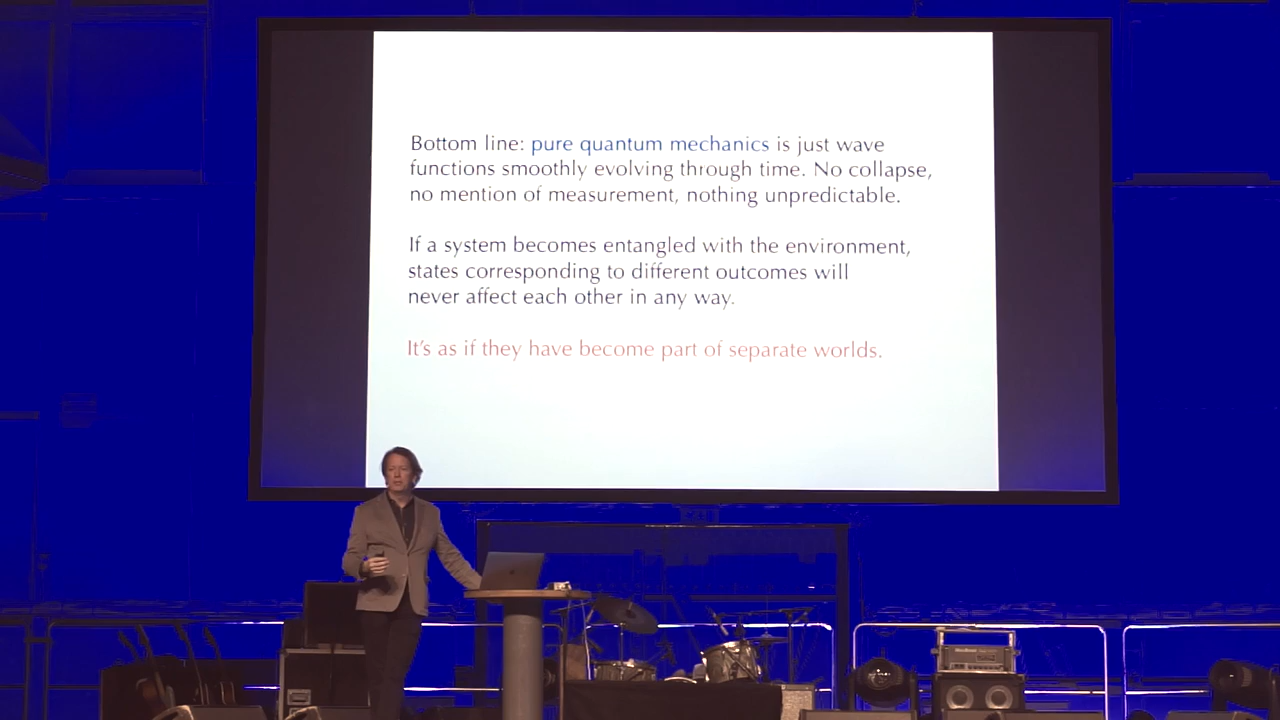 Bottom line: pure quantum mechanics is just wave
functions smoothly evolving through time. No collapse,
no mention of measurement, nothing unpredictable.
If a system becomes entangled with the environment,
states corresponding to different outcomes will
never affect each other in any way.
It's as if they have become part of separate worlds.